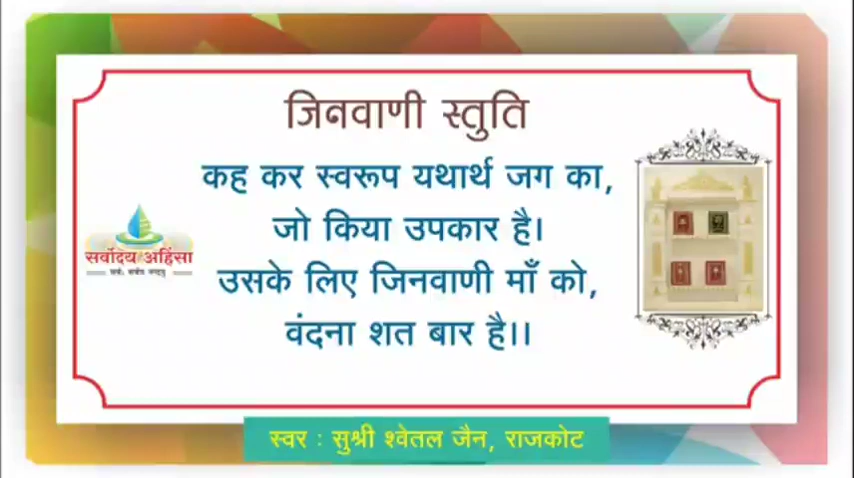 जिनवाणी स्तुति
कह कर स्वरूप यथार्थ जग का,
जो किया उपकार है।
उसके लिए जिनवाणी माँ को,
वंदना शत बार है।।
सर्वोदय अहिंसा
स्वर : सुश्री श्वेतल जैन, राजकोट